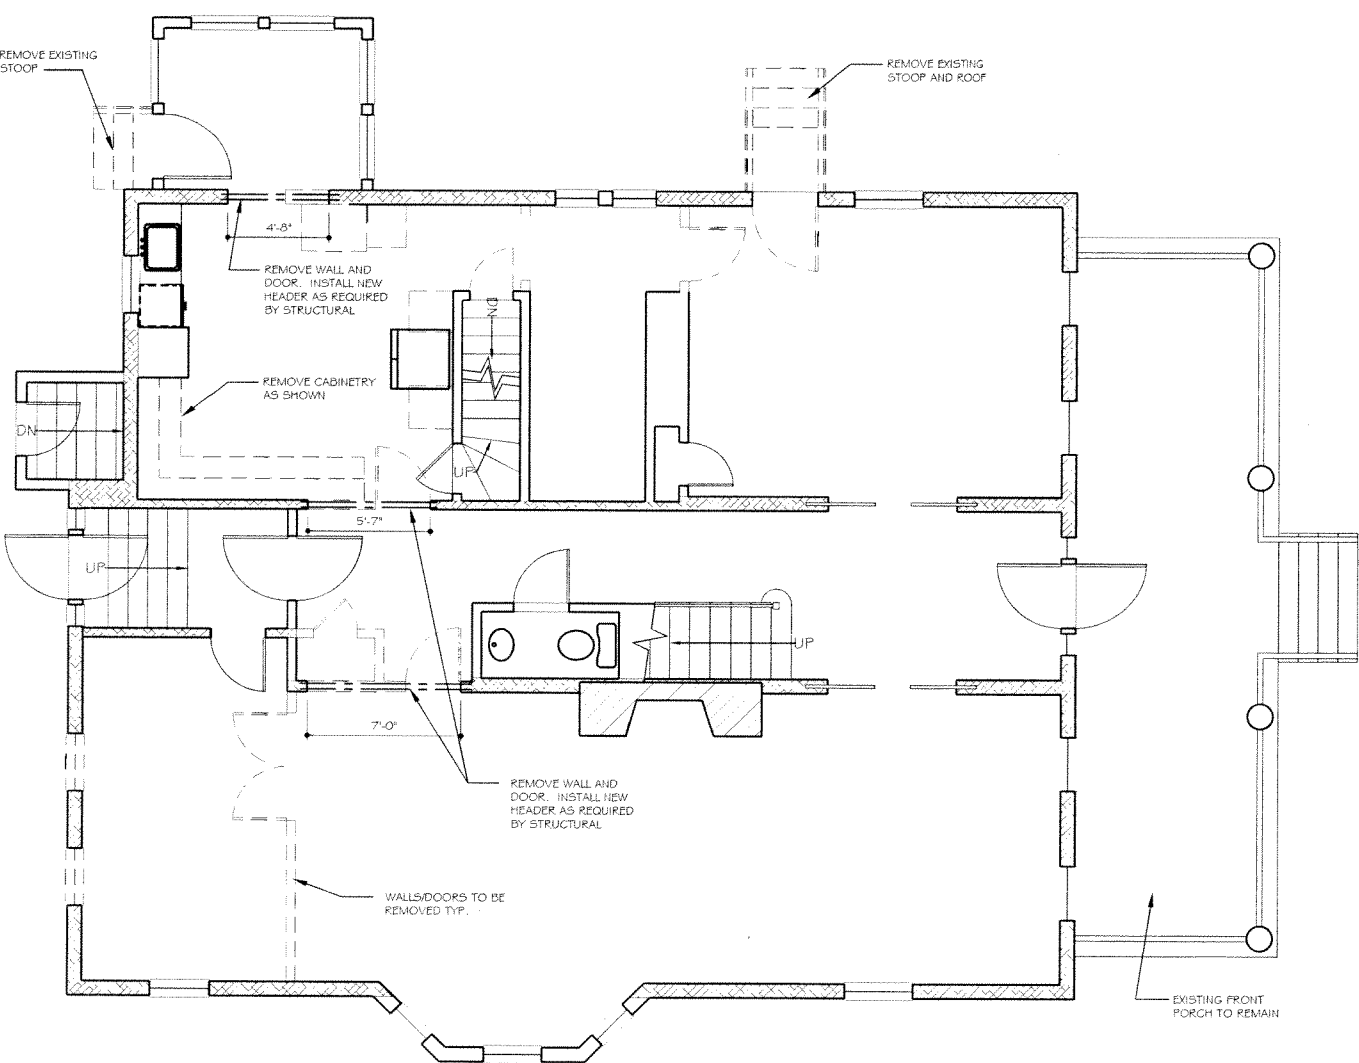 REMOVE EXISTING
STOOP
REMOVE EXISTING
STOOP AND ROOF
4'-8"
REMOVE WALL AND
DOOR. INSTALL NEW
HEADER AS REQUIRED
BY STRUCTURAL
DN
REMOVE CABINETRY
AS SHOWN
DN
UP
5'-7"
UP
UP
7'-0"
REMOVE WALL AND
DOOR. INSTALL NEW
HEADER AS REQUIRED
BY STRUCTURAL
WALLS/DOORS TO BE
REMOVED TYP.
EXISTING FRONT
PORCH TO REMAIN